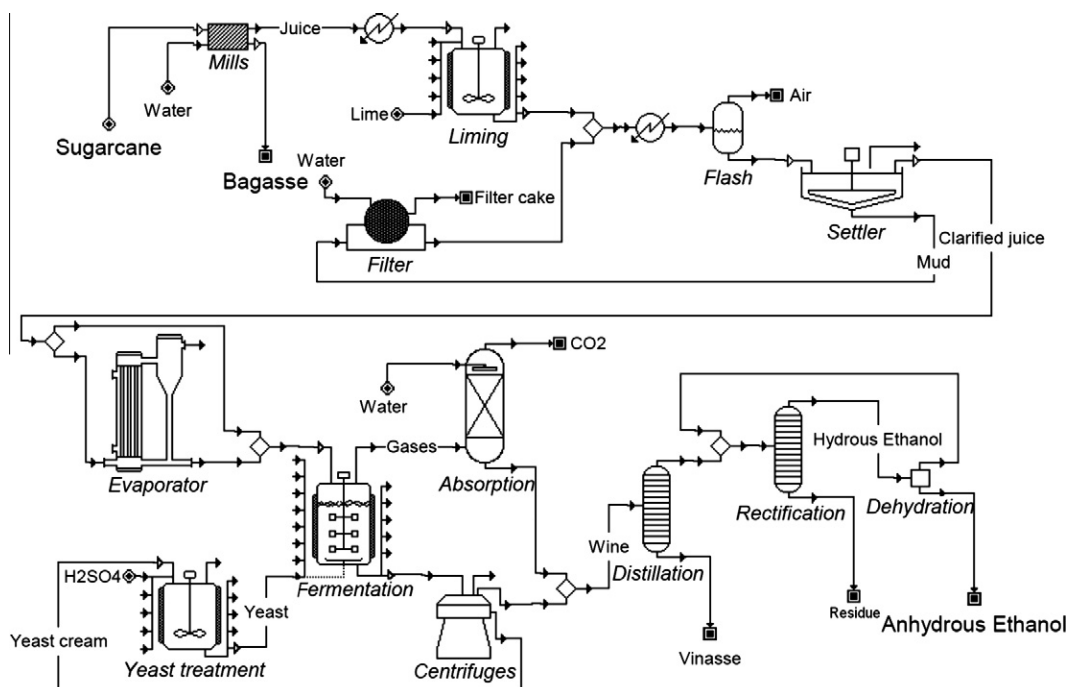 Juice
Mills
Water
Lime
Liming
Air
Sugarcane
Bagasse
Water
Filter cake
Flash
Filter
Settler
Clarified juice
Mud
CO2
Water
Gases
Evaporator
Absorption
Hydrous Ethanol
Rectification
Dehydration
H2SO4
Fermentation
Wine
Distillation
Yeast
Residue
Anhydrous Ethanol
Yeast cream
Yeast treatment
Centrifuges
Vinasse